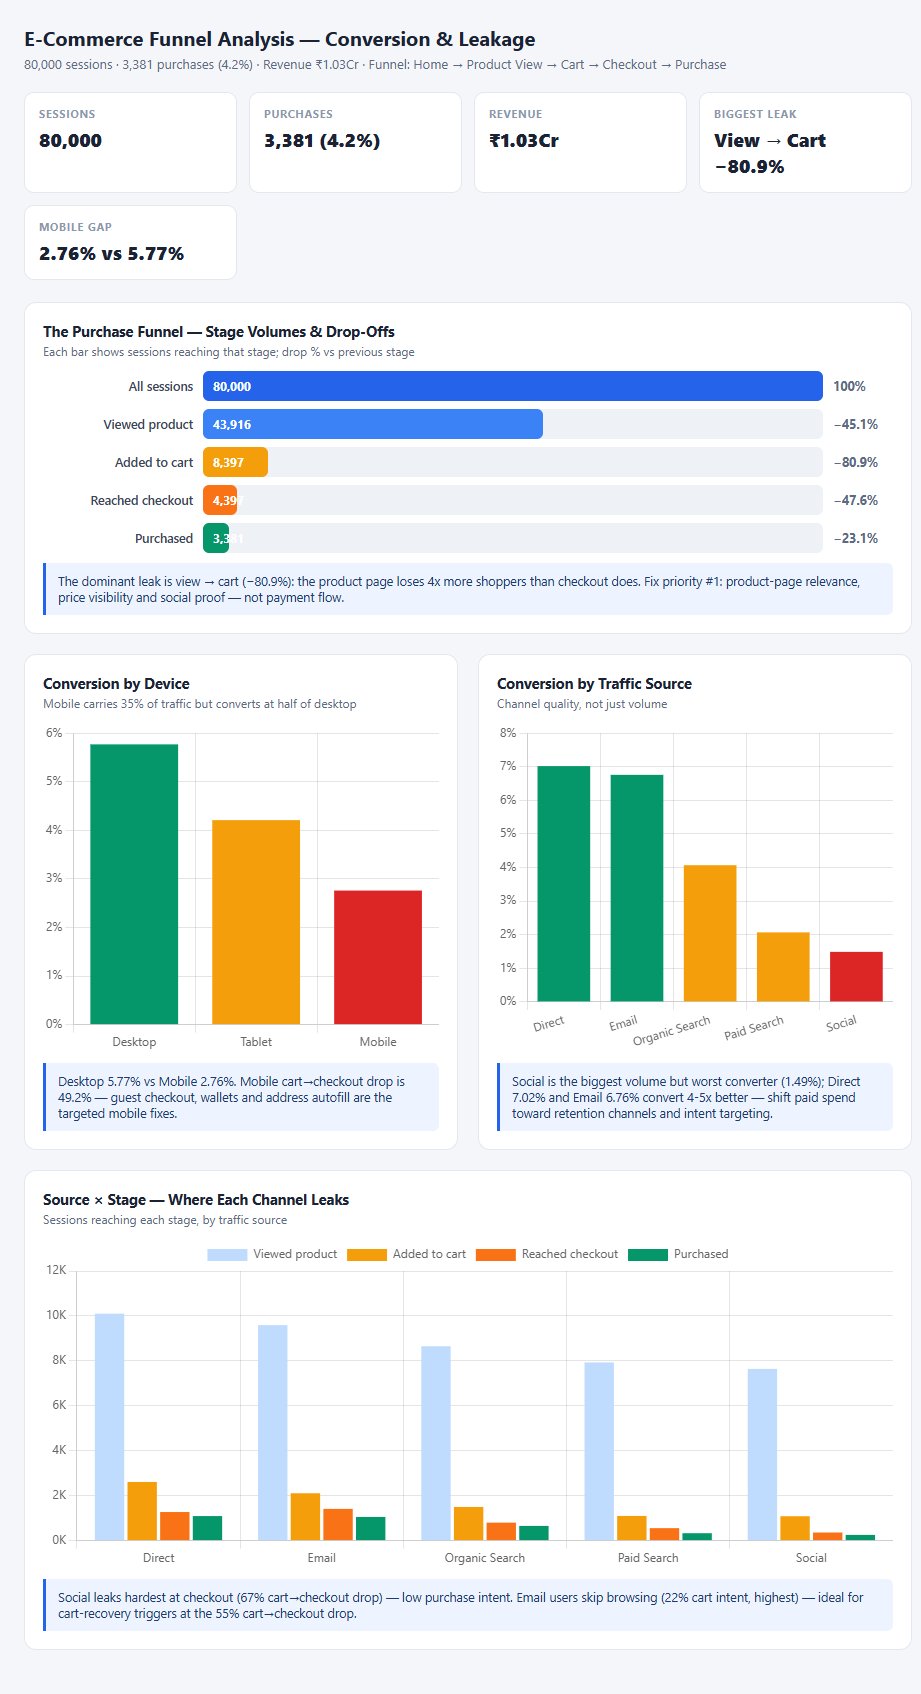 E-Commerce Funnel Analysis — Conversion & Leakage
80,000 sessions · 3,381 purchases (4.2%) · Revenue ₹1.03Cr · Funnel: Home → Product View → Cart → Checkout → Purchase
SESSIONS
80,000
PURCHASES
3,381 (4.2%)
REVENUE
₹1.03Cr
BIGGEST LEAK
View → Cart
−80.9%
MOBILE GAP
2.76% vs 5.77%
The Purchase Funnel — Stage Volumes & Drop-Offs
Each bar shows sessions reaching that stage; drop % vs previous stage
All sessions 80,000 100%
Viewed product 43,916 −45.1%
Added to cart 8,397 −80.9%
Reached checkout −47.6%
Purchased 3,381 −23.1%
The dominant leak is view → cart (−80.9%): the product page loses 4x more shoppers than checkout does. Fix priority #1: product-page relevance,
price visibility and social proof — not payment flow.
Conversion by Device
Mobile carries 35% of traffic but converts at half of desktop
6%
5%
4%
3%
2%
1%
0%
Desktop Tablet Mobile
Desktop 5.77% vs Mobile 2.76%. Mobile cart→checkout drop is
49.2% — guest checkout, wallets and address autofill are the
targeted mobile fixes.
Conversion by Traffic Source
Channel quality, not just volume
8%
7%
6%
5%
4%
3%
2%
1%
0%
Direct Email Organic Search Paid Search Social
Social is the biggest volume but worst converter (1.49%); Direct
7.02% and Email 6.76% convert 4-5x better — shift paid spend
toward retention channels and intent targeting.
Source × Stage — Where Each Channel Leaks
Sessions reaching each stage, by traffic source
Viewed product Added to cart Reached checkout Purchased
12K
10K
8K
6K
4K
2K
0K
Direct Email Organic Search Paid Search Social
Social leaks hardest at checkout (67% cart→checkout drop) — low purchase intent. Email users skip browsing (22% cart intent, highest) — ideal for
cart-recovery triggers at the 55% cart→checkout drop.